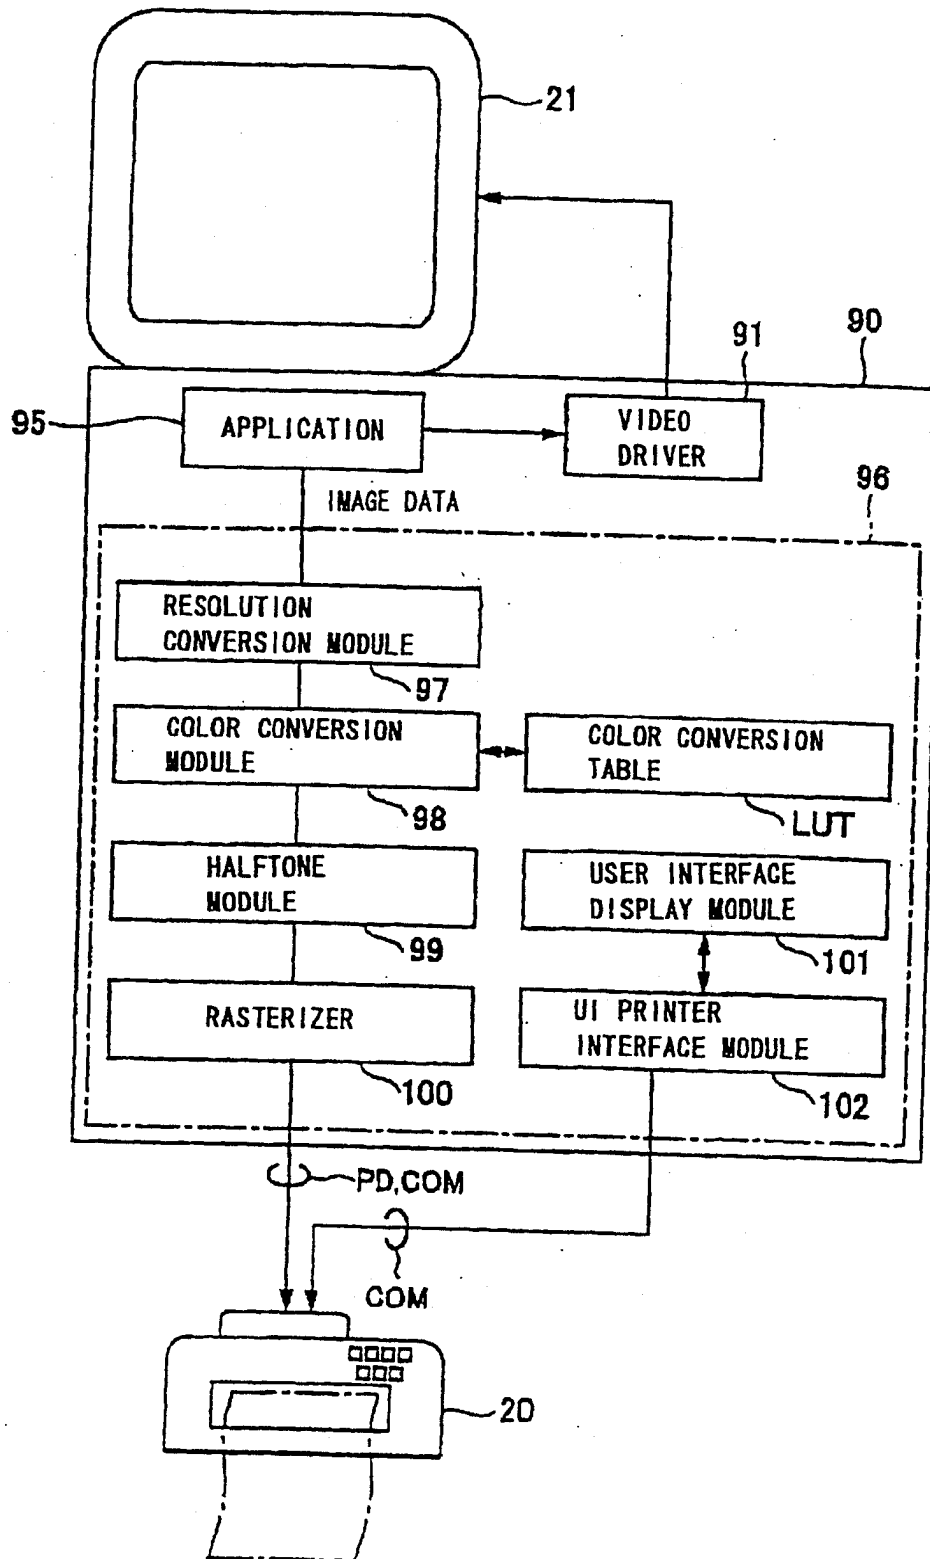 21
90
91
95
APPLICATION
VIDEO
DRIVER
96
IMAGE DATA
RESOLUTION
CONVERSION MODULE
97
COLOR CONVERSION
MODULE
98
COLOR CONVERSION
TABLE
LUT
HALFTONE
MODULE
99
USER INTERFACE
DISPLAY MODULE
101
RASTERIZER
100
UI PRINTER
INTERFACE MODULE
102
PD,COM
COM
20